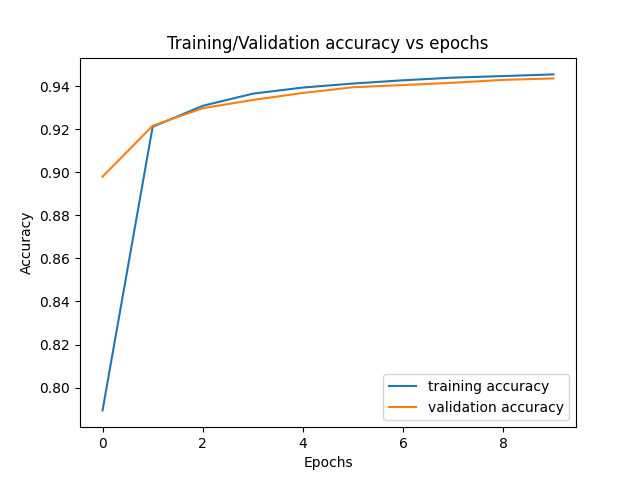 Training/Validation accuracy vs epochs
Accuracy
0.94
0.92
0.90
0.88
0.86
0.84
0.82
0.80
training accuracy
validation accuracy
0 2 4 6 8
Epochs